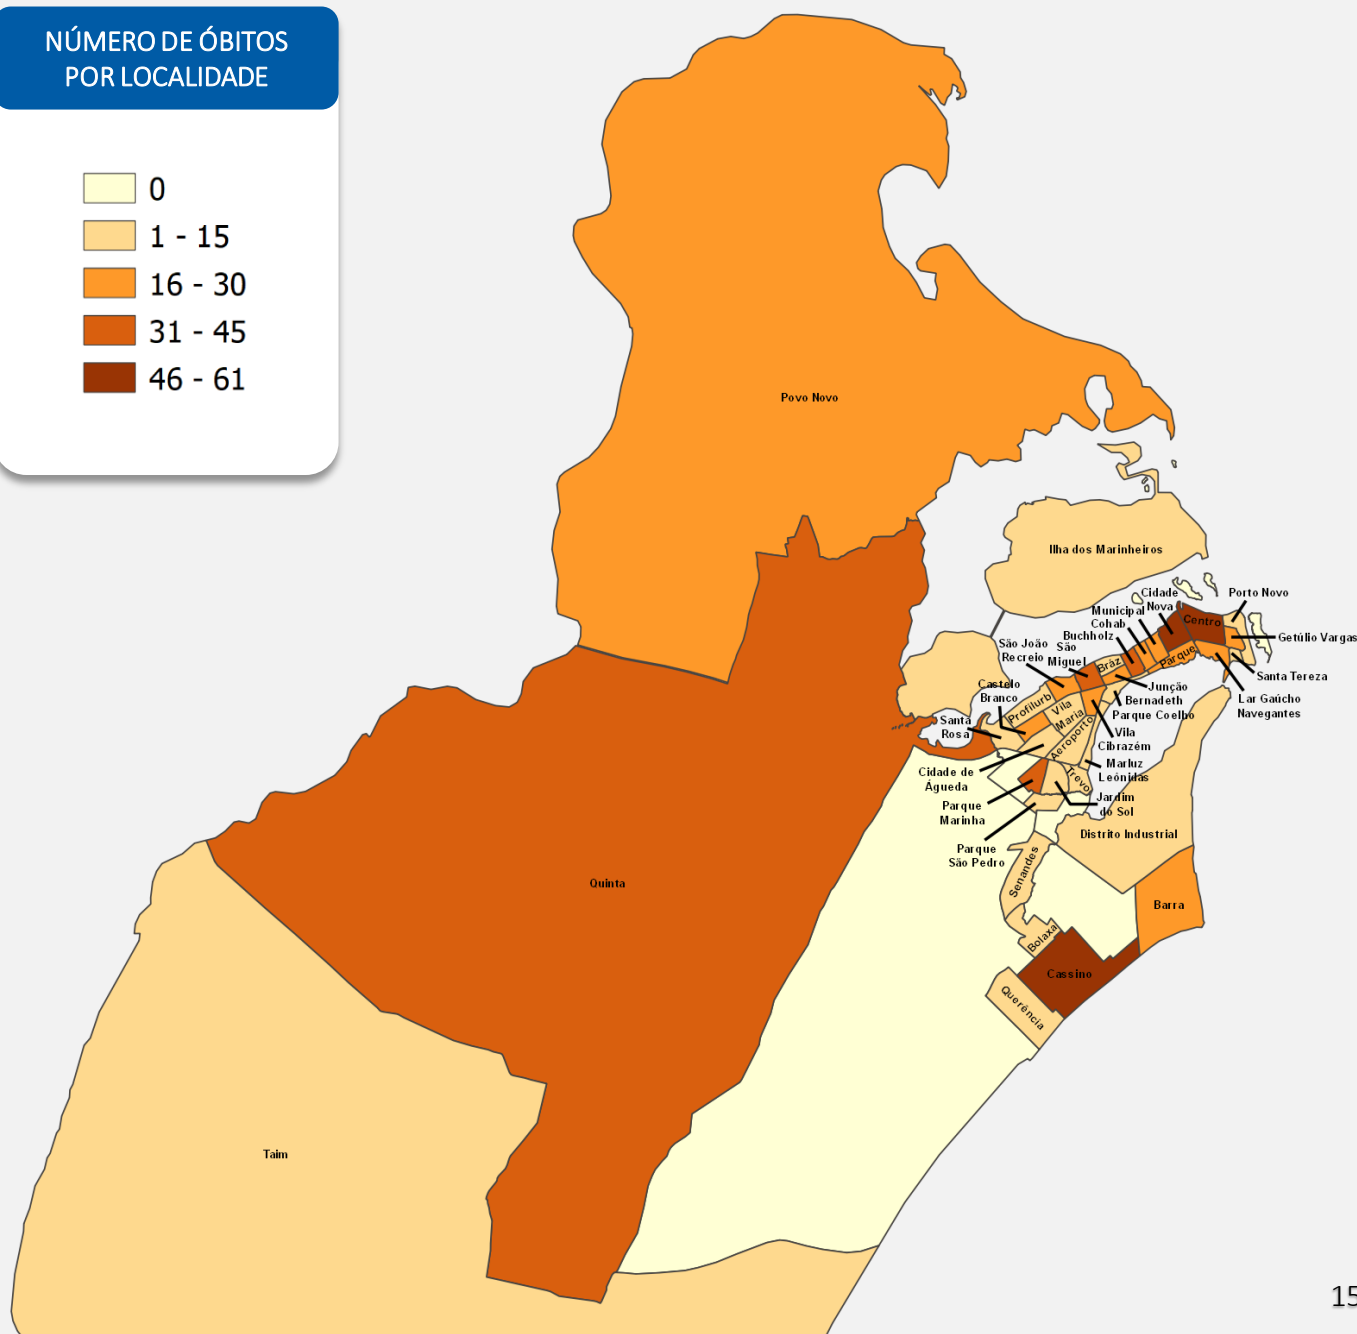 NÚMERO DE ÓBITOS
POR LOCALIDADE
0
1 - 15
16 - 30
31 - 45
46 - 61
Povo Novo
Ilha dos Marinheiros
Cidade
Nova
Porto Novo
Municipal
Cohab
Buchholz
Centro
Getúlio Vargas
São João
Recreio
São
Miguel
Bráz
Parque
Santa Tereza
Castelo
Branco
Junção
Bernadeth
Parque Coelho
Lar Gaúcho
Navegantes
Profilurb
Vila
Maria
Santa
Rosa
Aeroporto
Vila
Cibrazém
Cidade de
Águeda
Marluz
Leônidas
Trevo
Parque
Marinha
Jardim
do Sol
Distrito Industrial
Parque
São Pedro
Senandes
Quinta
Barra
Bolaxa
Cassino
Querência
Taim
15